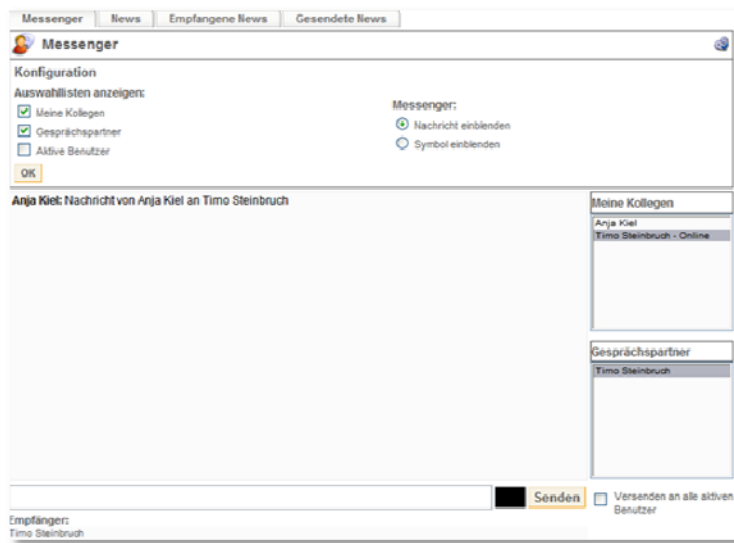 Messenger News Empfangene News Gesendete News
Messenger
Konfiguration
Auswahllisten anzeigen:
Meine Kollegen
Gesprächspartner
Aktive Benutzer
OK
Messenger:
Nachricht einblenden
Symbol einblenden
Anja Kiel: Nachricht von Anja Kiel an Timo Steinbruch
Meine Kollegen
Anja Kiel
Timo Steinbruch - Online
Gesprächspartner
Timo Steinbruch
Senden
Versenden an alle aktiven
Benutzer
Empfänger:
Timo Steinbruch